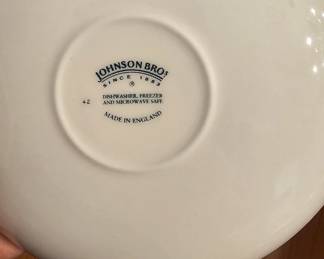 JOHNSON BROS
SINCE 1883
®
DISHWASHER, FREEZER
42 AND MICROWAVE SAFE
MADE IN ENGLAND